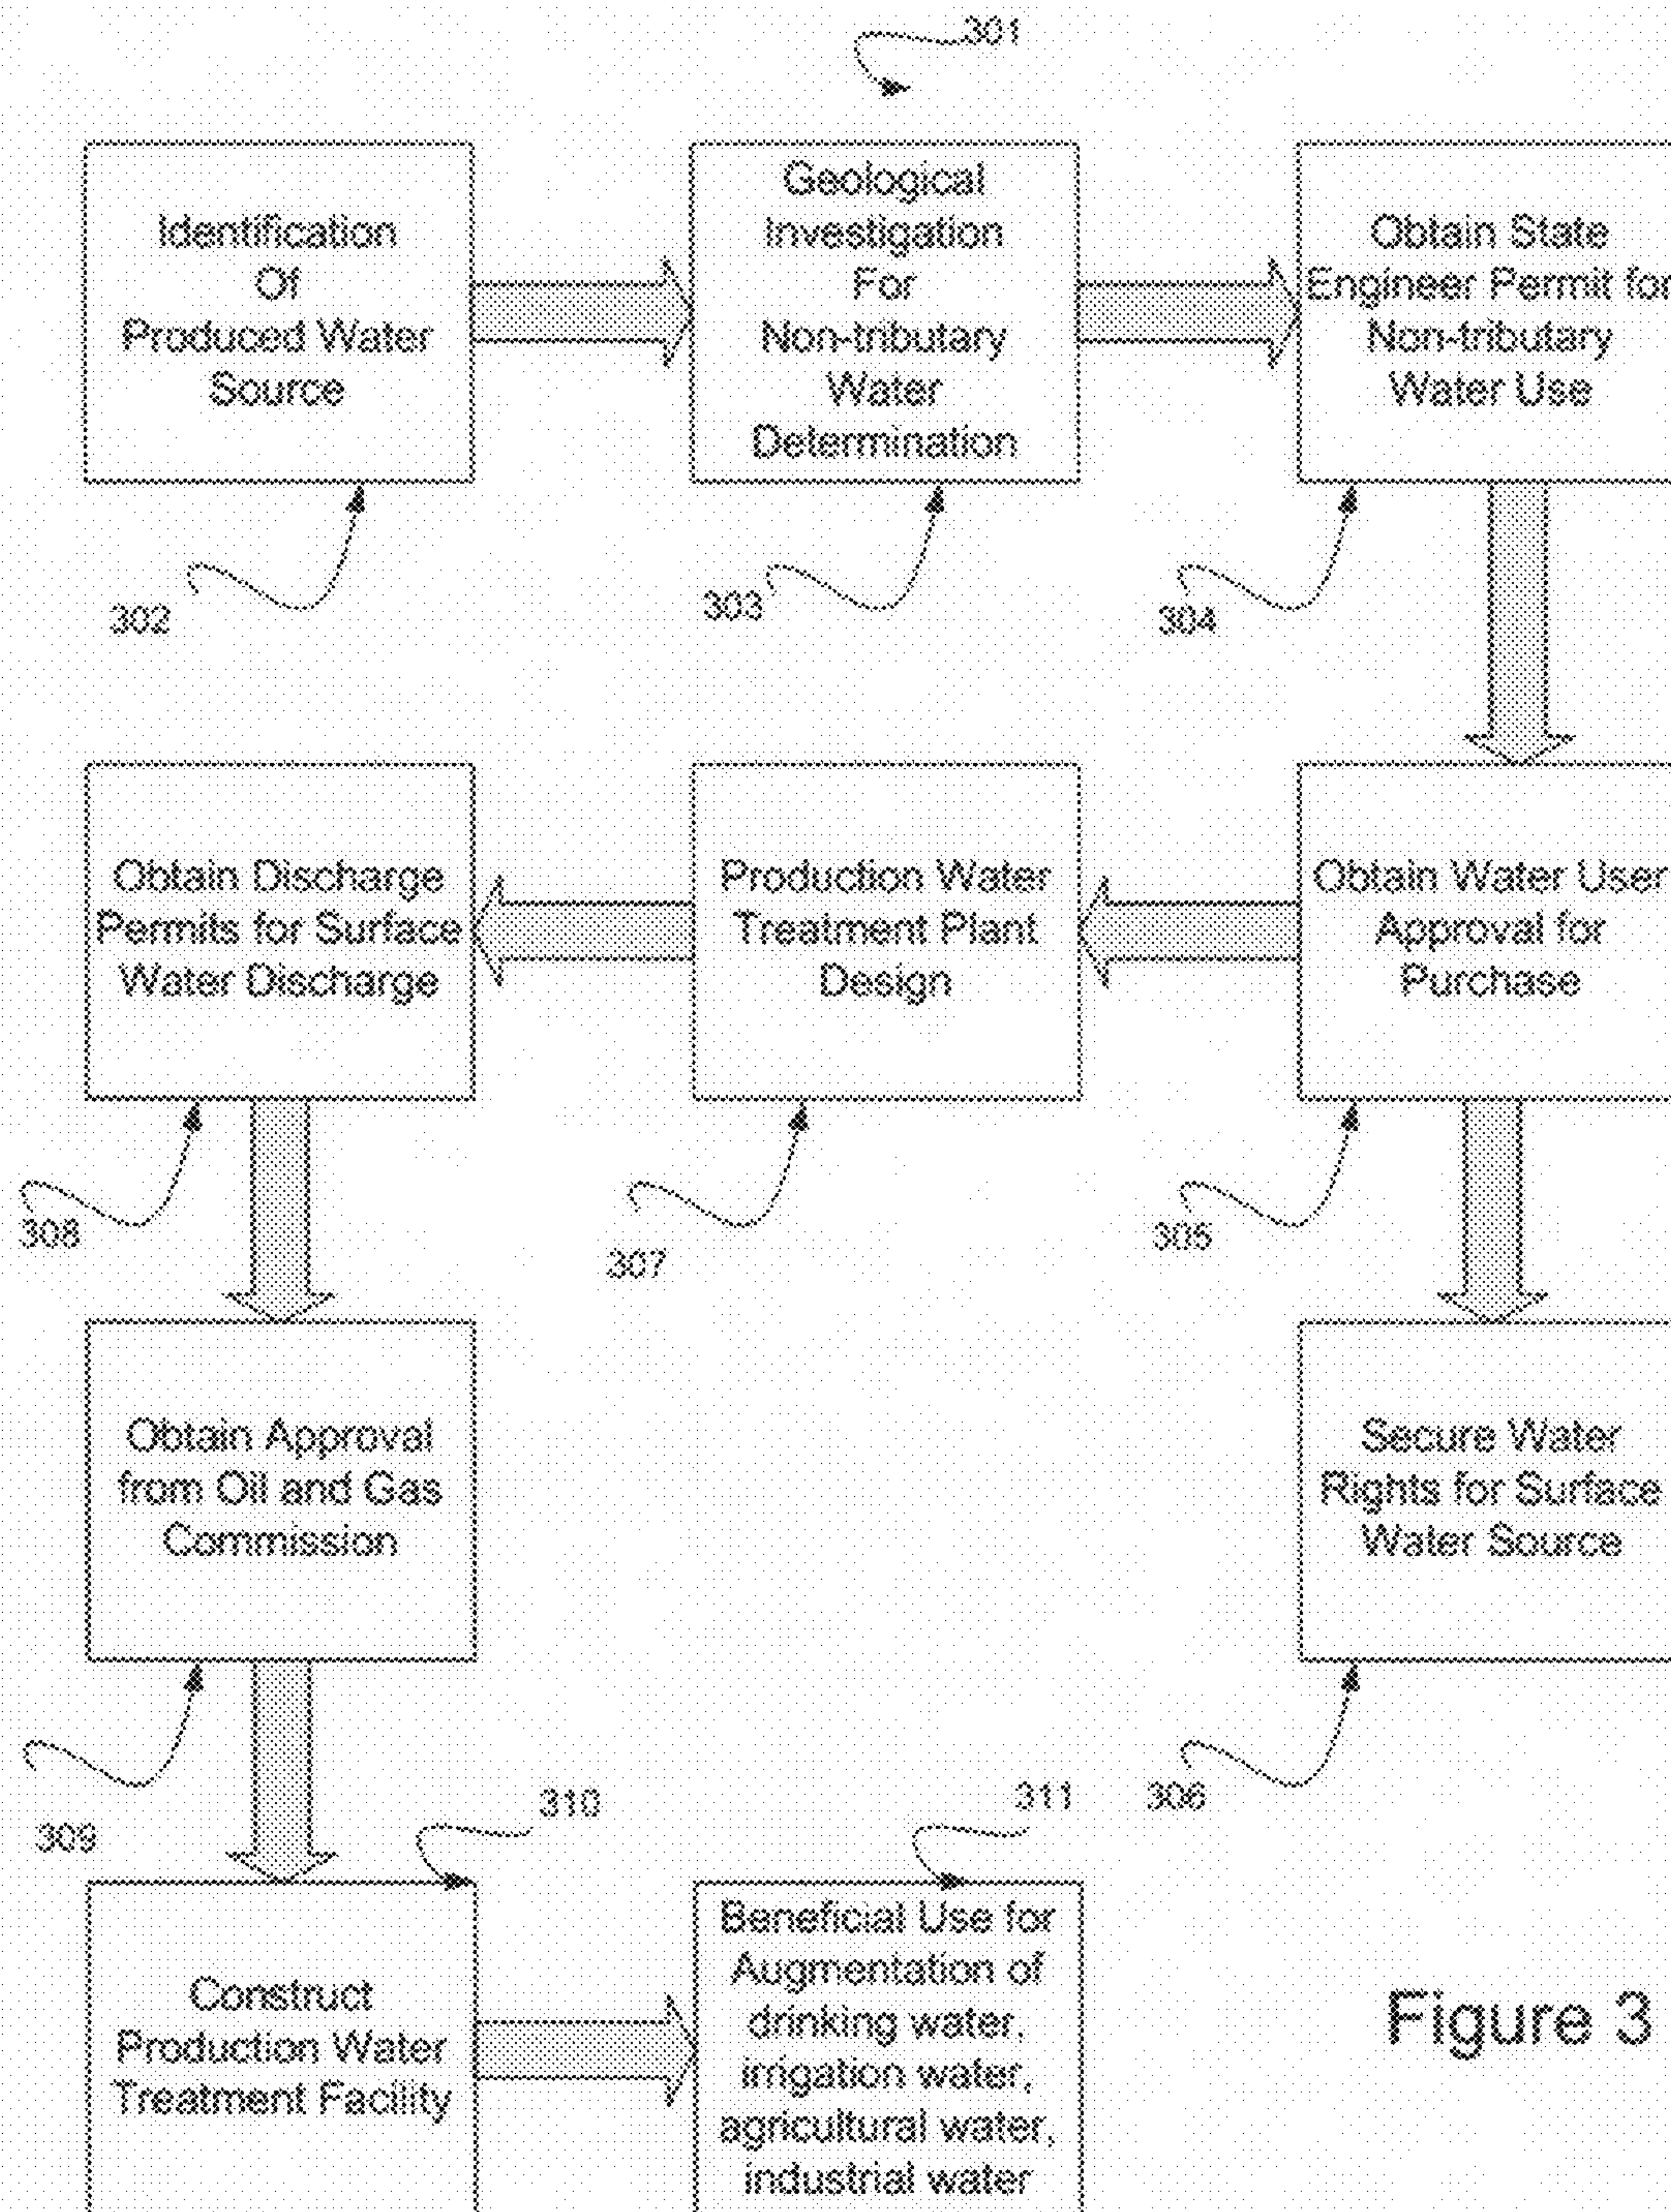 301
Identification
Of
Produced Water
Source
302
Geological
Investigation
For
Non-tributary
Water
Determination
303
Obtain State
Engineer Permit for
Non-tributary
Water Use
304
Obtain Water User
Approval for
Purchase
305
Secure Water
Rights for Surface
Water Source
306
Production Water
Treatment Plant
Design
307
Obtain Discharge
Permits for Surface
Water Discharge
308
Obtain Approval
from Oil and Gas
Commission
309
310
Construct
Production Water
Treatment Facility
311
Beneficial Use for
Augmentation of
drinking water,
irrigation water,
agricultural water,
industrial water
Figure 3